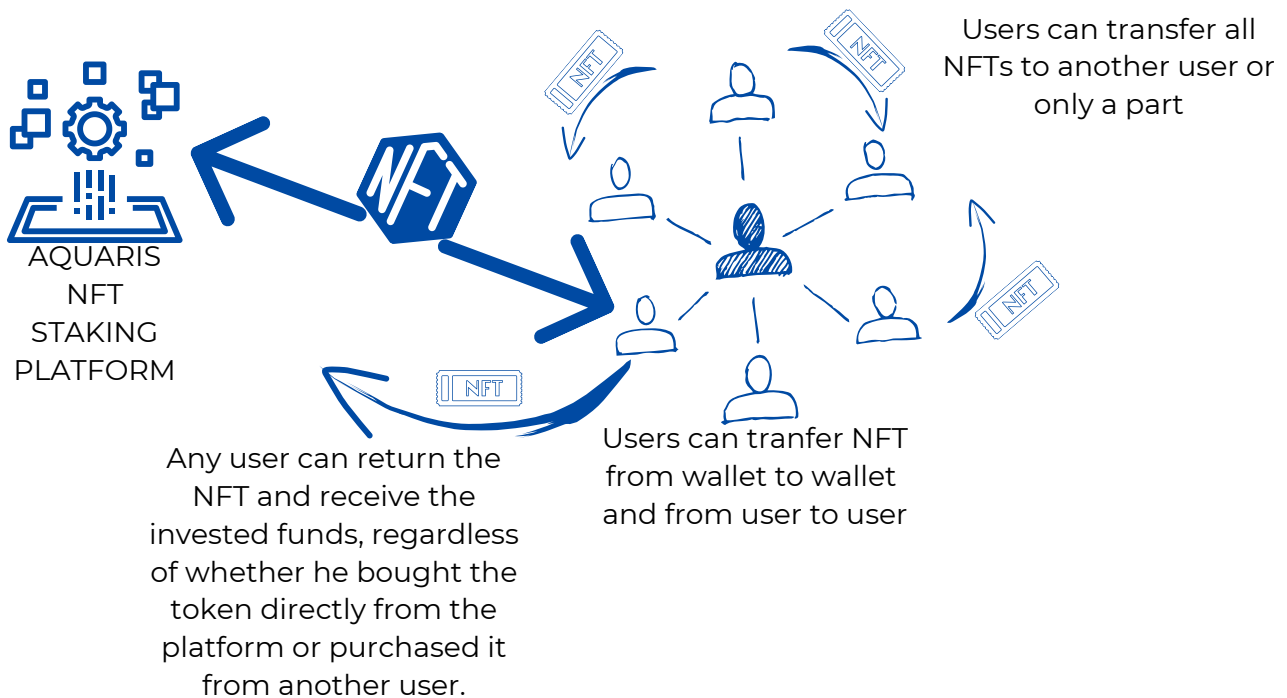 Users can transfer all
NFTs to another user or
only a part
NFT
NFT
NFT
NFT
AQUARIS
NFT
STAKING
PLATFORM
NFT
Users can tranfer NFT
from wallet to wallet
and from user to user
Any user can return the
NFT and receive the
invested funds, regardless
of whether he bought the
token directly from the
platform or purchased it
from another user.